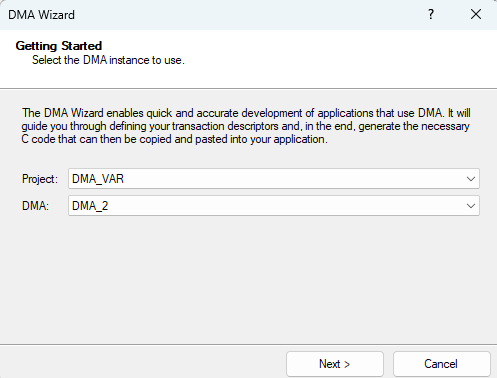 DMA Wizard
?
Getting Started
Select the DMA instance to use.
The DMA Wizard enables quick and accurate development of applications that use DMA. It will
guide you through defining your transaction descriptors and, in the end, generate the necessary
C code that can then be copied and pasted into your application.
Project: DMA_VAR
DMA: DMA_2
Next > Cancel